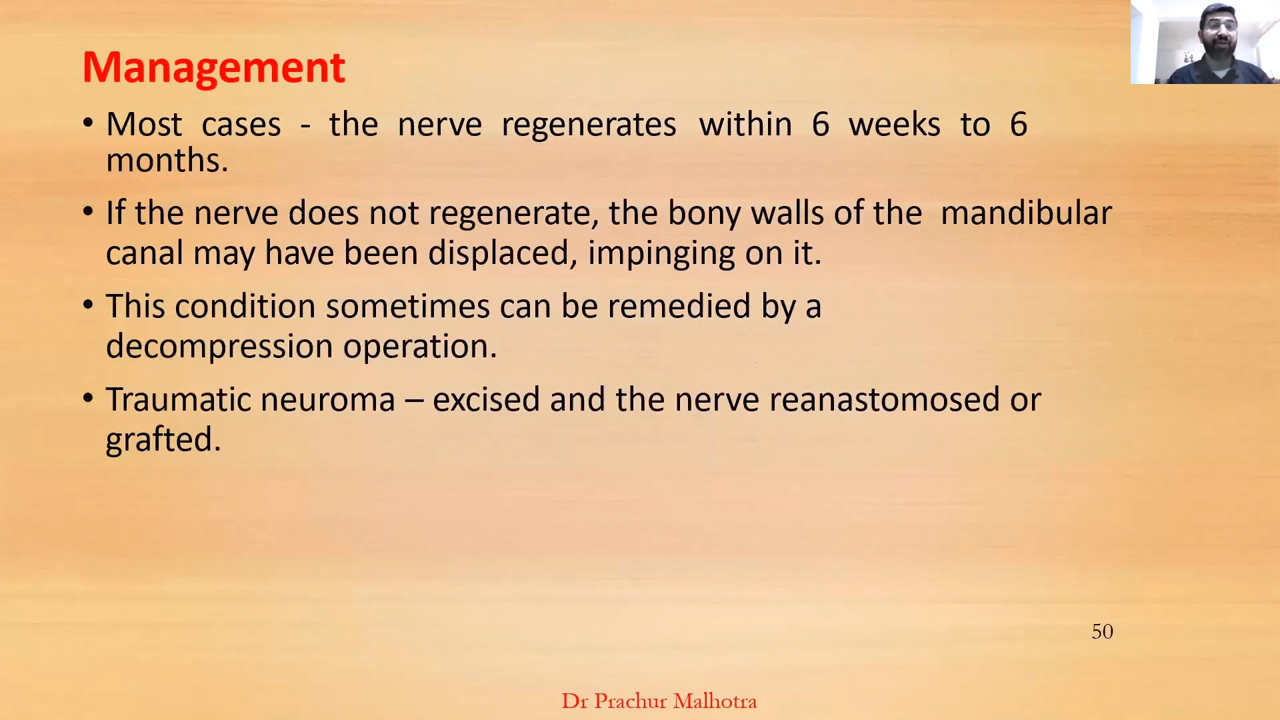 Management
• Most cases - the nerve regenerates within 6 weeks to 6
months.
• If the nerve does not regenerate, the bony walls of the mandibular
canal may have been displaced, impinging on it.
• This condition sometimes can be remedied by a
decompression operation.
• Traumatic neuroma – excised and the nerve reanastomosed or
grafted.
50
Dr Prachur Malhotra